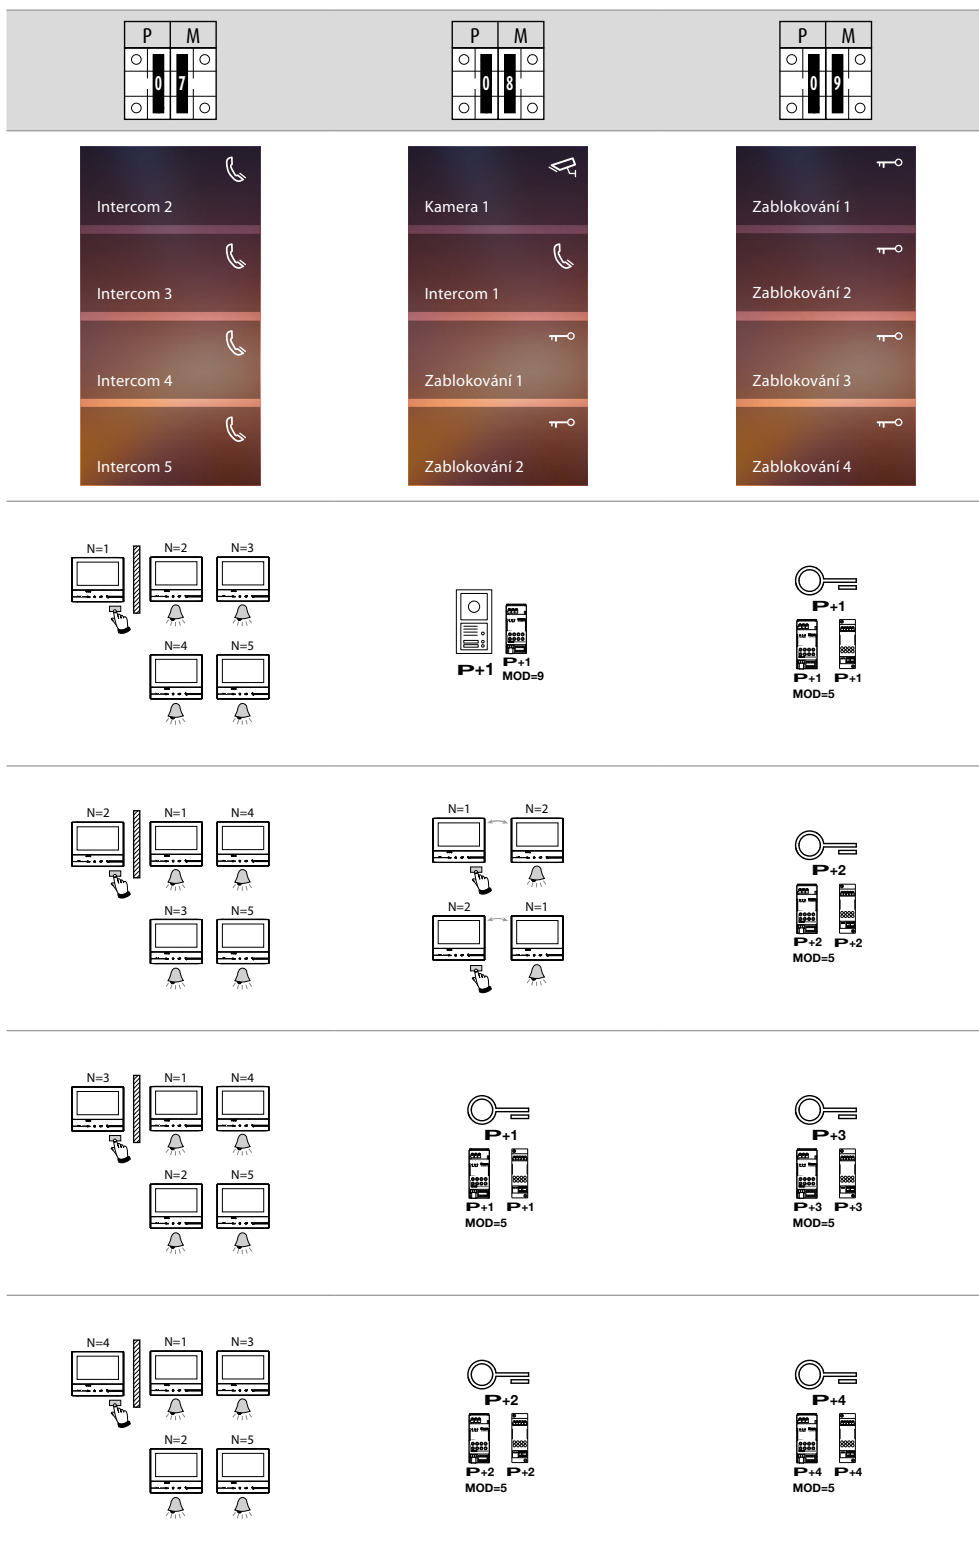 P M
0 7
P M
0 8
P M
0 9
Intercom 2
Intercom 3
Intercom 4
Intercom 5
Kamera 1
Intercom 1
Zablokování 1
Zablokování 2
Zablokování 1
Zablokování 2
Zablokování 3
Zablokování 4
N=1 N=2 N=3
N=4 N=5
P+1 P+1
MOD=9
P+1
P+1 P+1
MOD=5
N=2 N=1 N=4
N=3 N=5
N=1 N=2
N=2 N=1
P+2
P+2 P+2
MOD=5
N=3 N=1 N=4
N=2 N=5
P+1
P+1 P+1
MOD=5
P+3
P+3 P+3
MOD=5
N=4 N=1 N=3
N=2 N=5
P+2
P+2 P+2
MOD=5
P+4
P+4 P+4
MOD=5